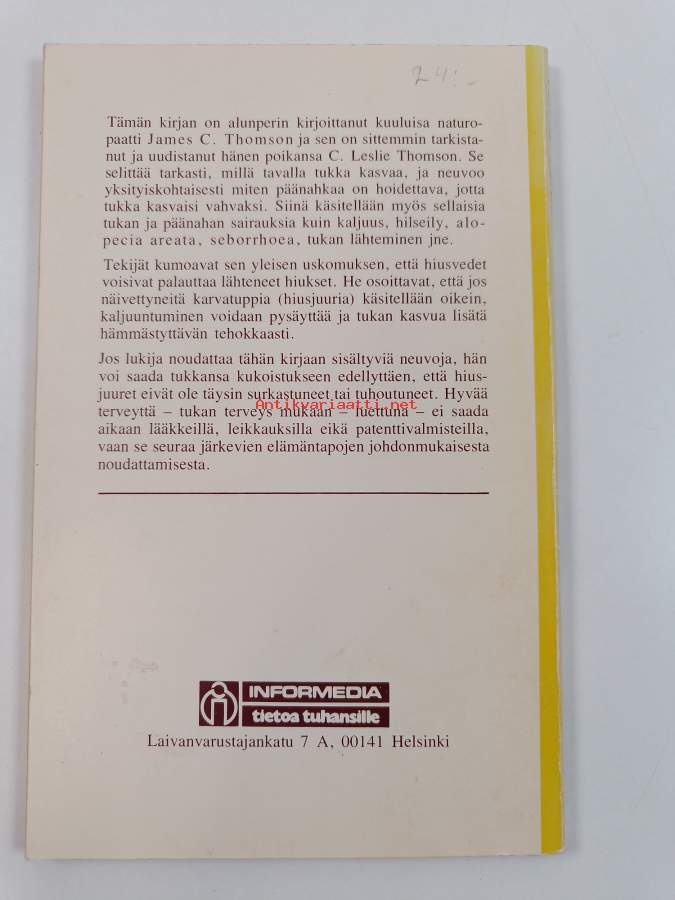 24:-
Tämän kirjan on alunperin kirjoittanut kuuluisa naturo-
paatti James C. Thomson ja sen on sittemmin tarkista-
nut ja uudistanut hänen poikansa C. Leslie Thomson. Se
selittää tarkasti, millä tavalla tukka kasvaa, ja neuvoo
yksityiskohtaisesti miten päänahkaa on hoidettava, jotta
tukka kasvaisi vahvaksi. Siinä käsitellään myös sellaisia
tukan ja päänahan sairauksia kuin kaljuus, hilseily, alo-
pecia areata, seborrhoea, tukan lähteminen jne.
Tekijät kumoavat sen yleisen uskomuksen, että hiusvedet
voisivat palauttaa lähteneet hiukset. He osoittavat, että jos
näivettyneitä karvatuppia (hiusjuuria) käsitellään oikein,
kaljuuntuminen voidaan pysäyttää ja tukan kasvua lisätä
hämmästyttävän tehokkaasti.
Jos lukija noudattaa tähän kirjaan sisältyviä neuvoja, hän
voi saada tukkansa kukoistukseen edellyttäen, että hius-
juuret eivät ole täysin surkastuneet tai tuhoutuneet. Hyvää
Antikvariaatti.net
terveyttä – tukan terveys mukaan – luettuna – ei saada
aikaan lääkkeillä, leikkauksilla eikä patenttivalmisteilla,
vaan se seuraa järkevien elämäntapojen johdonmukaisesta
noudattamisesta.
INFORMEDIA
tietoa tuhansille
Laivanvarustajankatu 7 A, 00141 Helsinki